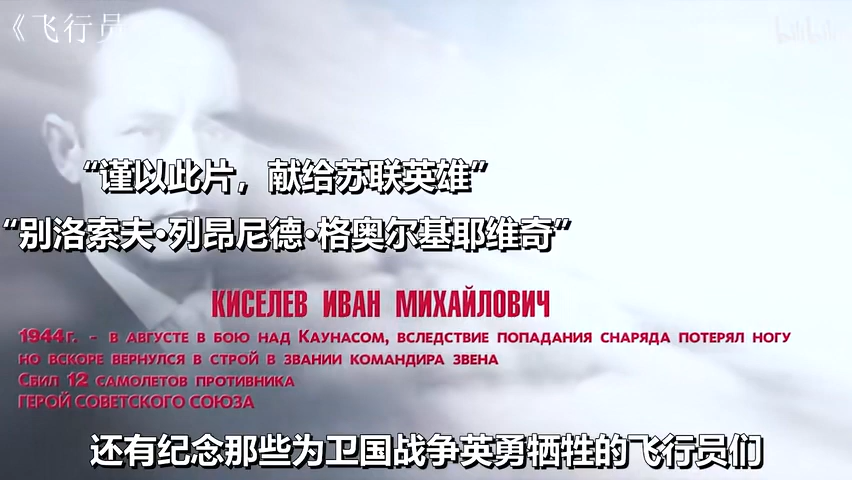 《飞行员
bilibili
“谨以此片，献给苏联英雄”
“别洛索夫·列昂尼德·格奥尔基耶维奇”
КИСЕЛЕВ ИВАН МИХАЙЛОВИЧ
1944г. - В АВГУСТЕ В БОЮ НАД КАУНАСОМ, ВСЛЕДСТВИЕ ПОПАДАНИЯ СНАРЯДА ПОТЕРЯЛ НОГУ
НО ВСКОРЕ ВЕРНУЛСЯ В СТРОЙ В ЗВАНИИ КОМАНДИРА ЗВЕНА
СБИЛ 12 САМОЛЕТОВ ПРОТИВНИКА
ГЕРОЙ СОВЕТСКОГО СОЮЗА
还有纪念那些为卫国战争英勇牺牲的飞行员们